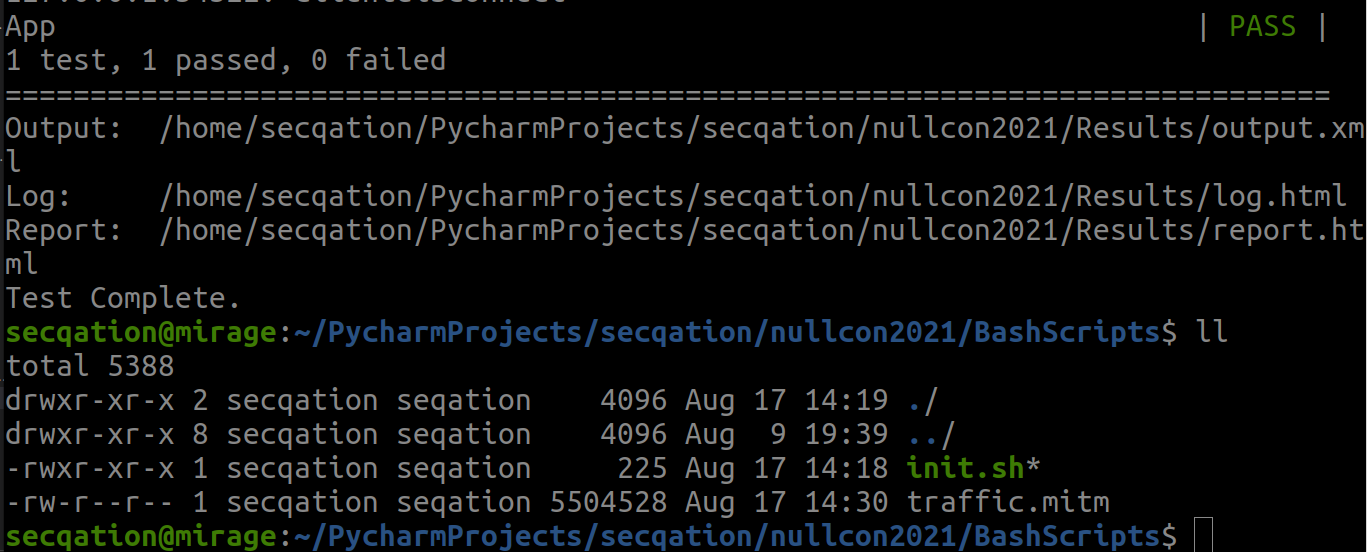 App | PASS |
1 test, 1 passed, 0 failed
==============================================================================
Output:  /home/secqation/PycharmProjects/secqation/nullcon2021/Results/output.xm
l
Log:     /home/secqation/PycharmProjects/secqation/nullcon2021/Results/log.html
Report:  /home/secqation/PycharmProjects/secqation/nullcon2021/Results/report.ht
ml
Test Complete.
secqation@mirage:~/PycharmProjects/secqation/nullcon2021/BashScripts$ ll
total 5388
drwxr-xr-x 2 secqation seqation    4096 Aug 17 14:19 ./
drwxr-xr-x 8 secqation seqation    4096 Aug  9 19:39 ../
-rwxr-xr-x 1 secqation seqation     225 Aug 17 14:18 init.sh*
-rw-r--r-- 1 secqation seqation 5504528 Aug 17 14:30 traffic.mitm
secqation@mirage:~/PycharmProjects/secqation/nullcon2021/BashScripts$